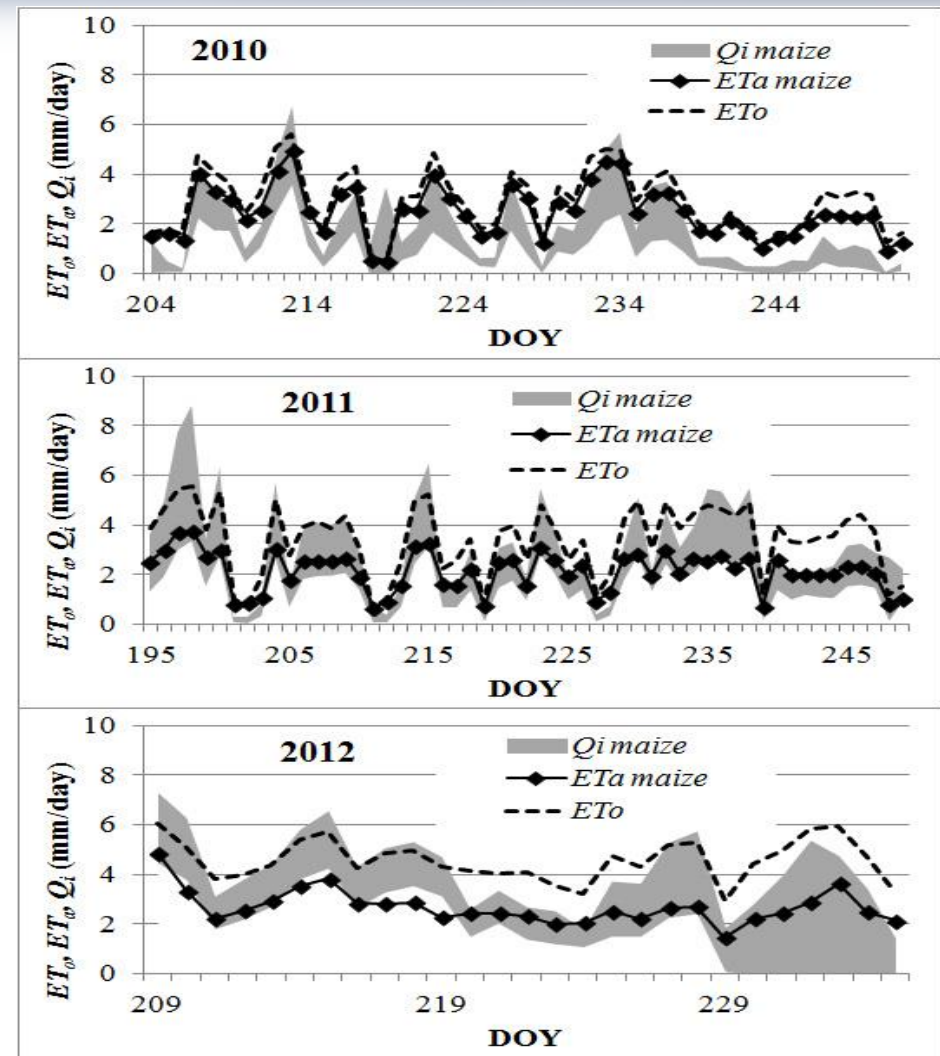 2010
Qi maize
ETa maize
ETo
ETo, ETa, Qi (mm/day)
10
8
6
4
2
0
204 214 224 234 244
DOY
2011
Qi maize
ETa maize
ETo
ETo, ETa, Qi (mm/day)
10
8
6
4
2
0
195 205 215 225 235 245
DOY
2012
Qi maize
ETa maize
ETo
ETo, ETa, Qi (mm/day)
10
8
6
4
2
0
209 219 229
DOY